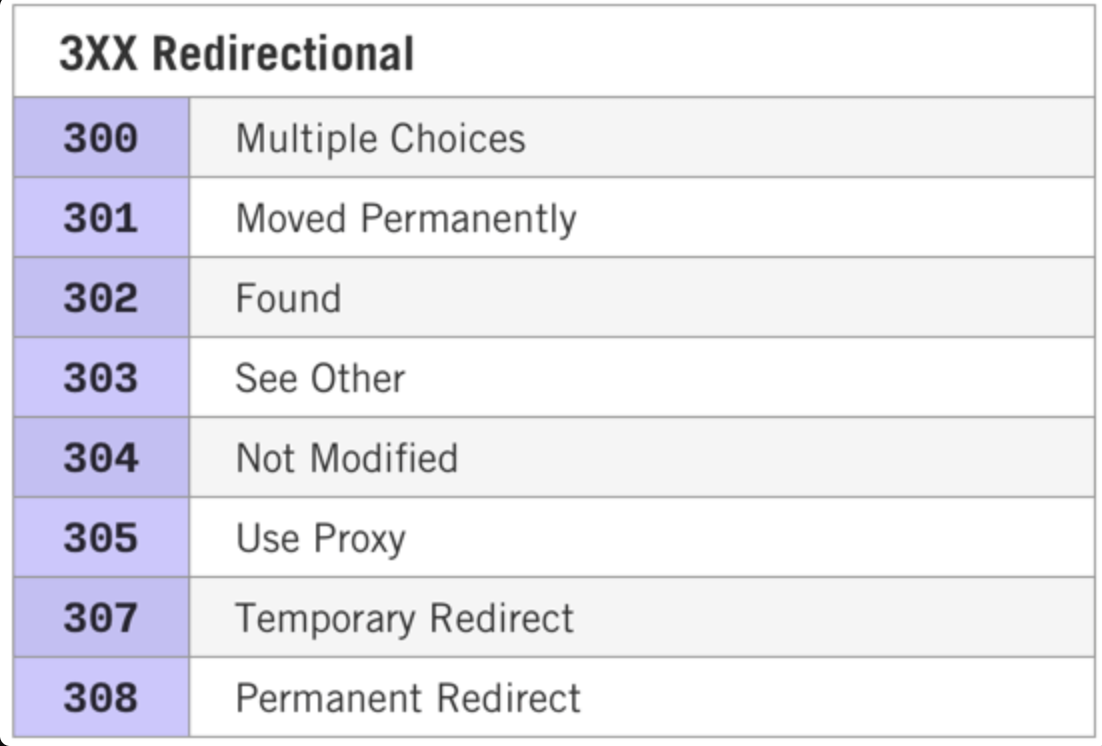 3XX Redirectional
300 Multiple Choices
301 Moved Permanently
302 Found
303 See Other
304 Not Modified
305 Use Proxy
307 Temporary Redirect
308 Permanent Redirect